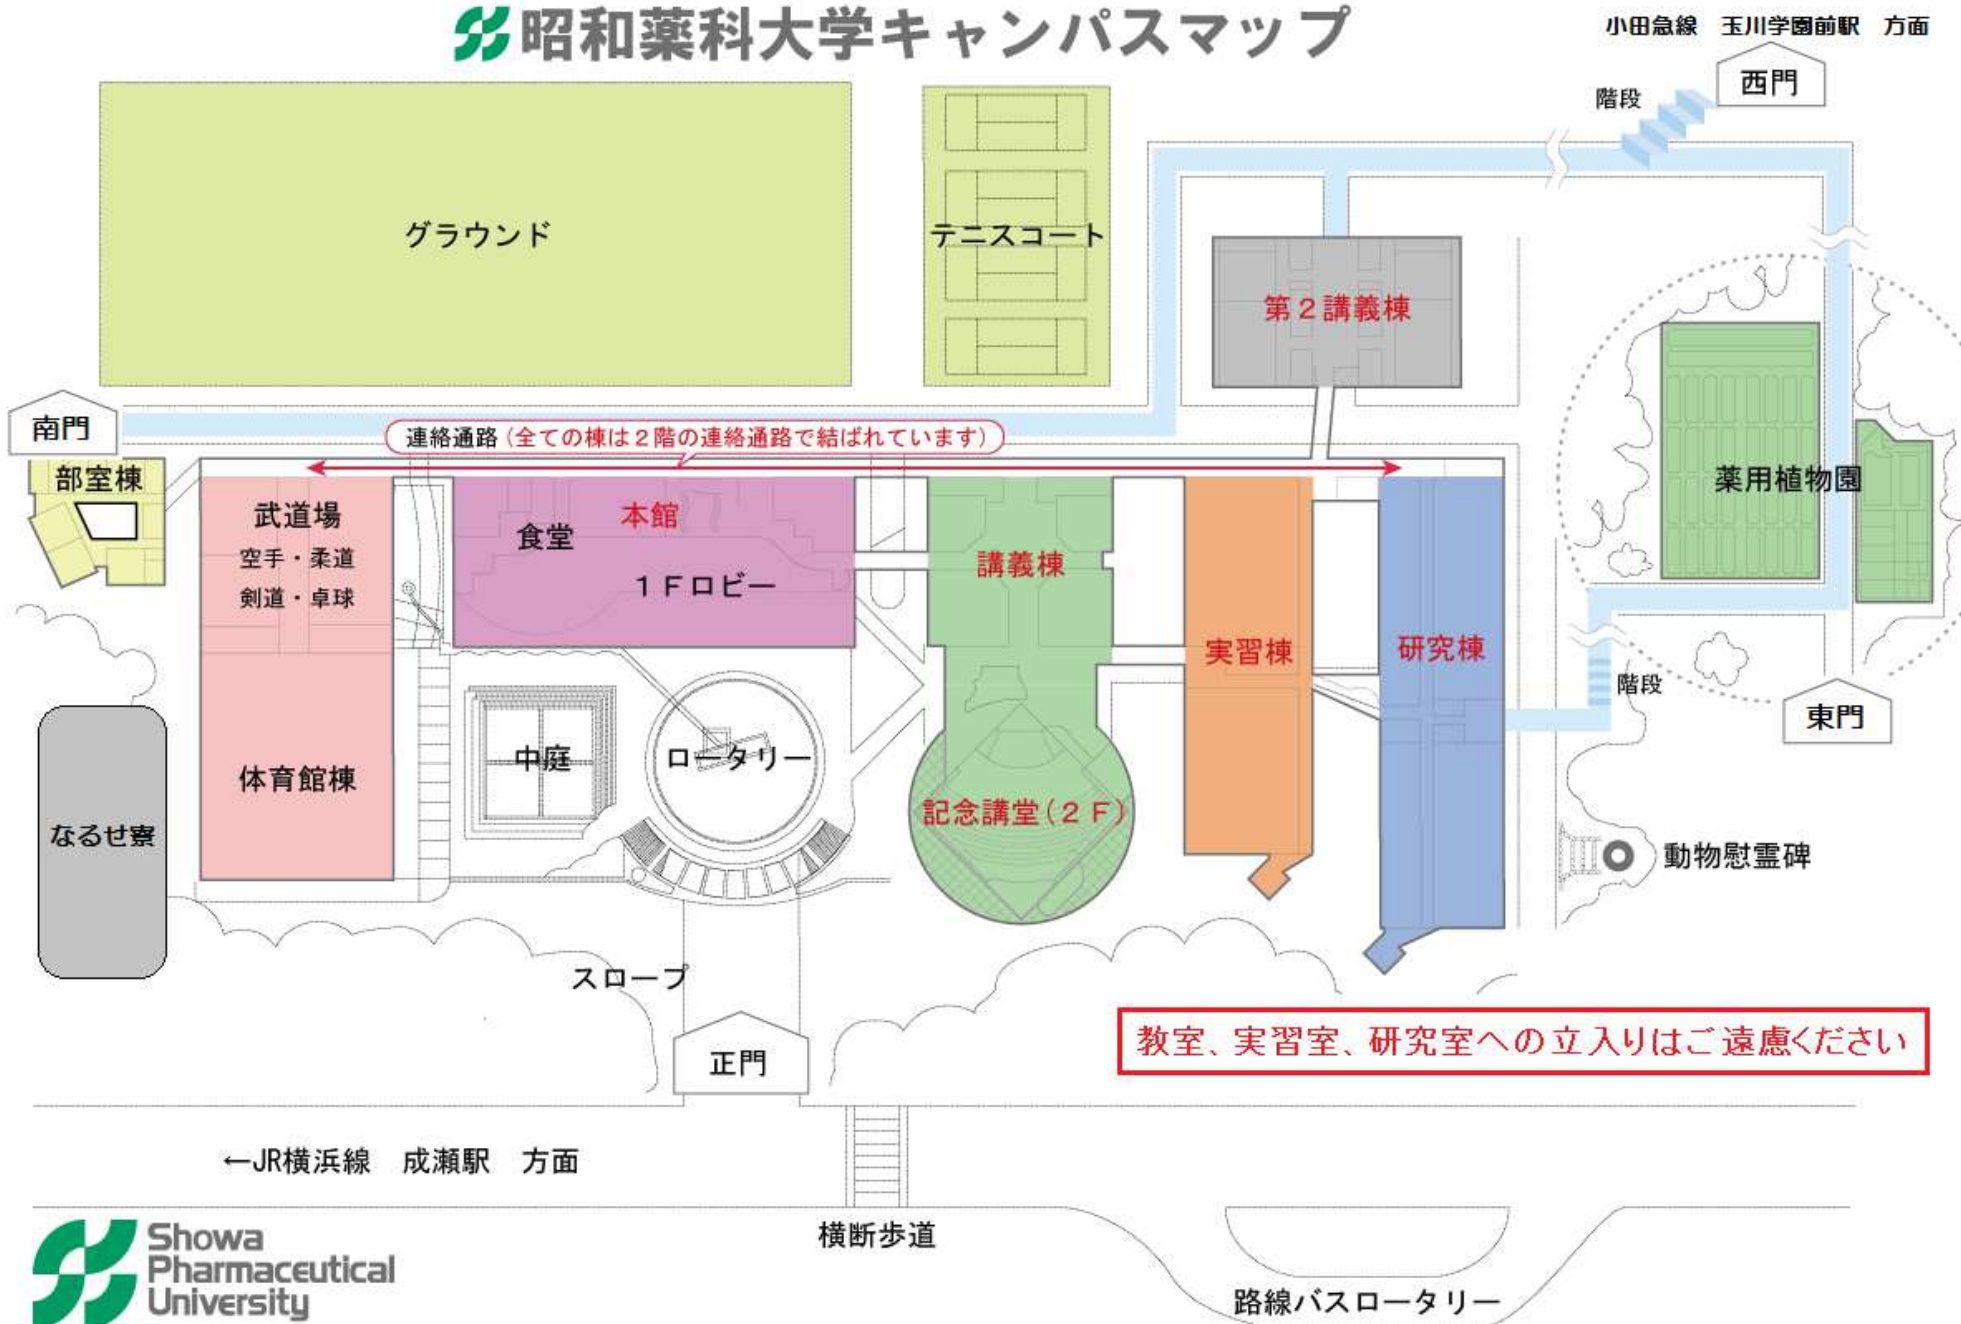 昭和薬科大学キャンパスマップ
小田急線 玉川学園前駅 方面
西門
階段
グラウンド
テニスコート
第２講義棟
南門
連絡通路（全ての棟は２階の連絡通路で結ばれています）
部室棟
武道場
空手・柔道
剣道・卓球
食堂
本館
１Ｆロビー
講義棟
実習棟
研究棟
薬用植物園
階段
東門
体育館棟
中庭
ロータリー
記念講堂（２Ｆ）
なるせ寮
動物慰霊碑
スロープ
正門
教室、実習室、研究室への立入りはご遠慮ください
←JR横浜線 成瀬駅 方面
横断歩道
路線バスロータリー
Showa
Pharmaceutical
University